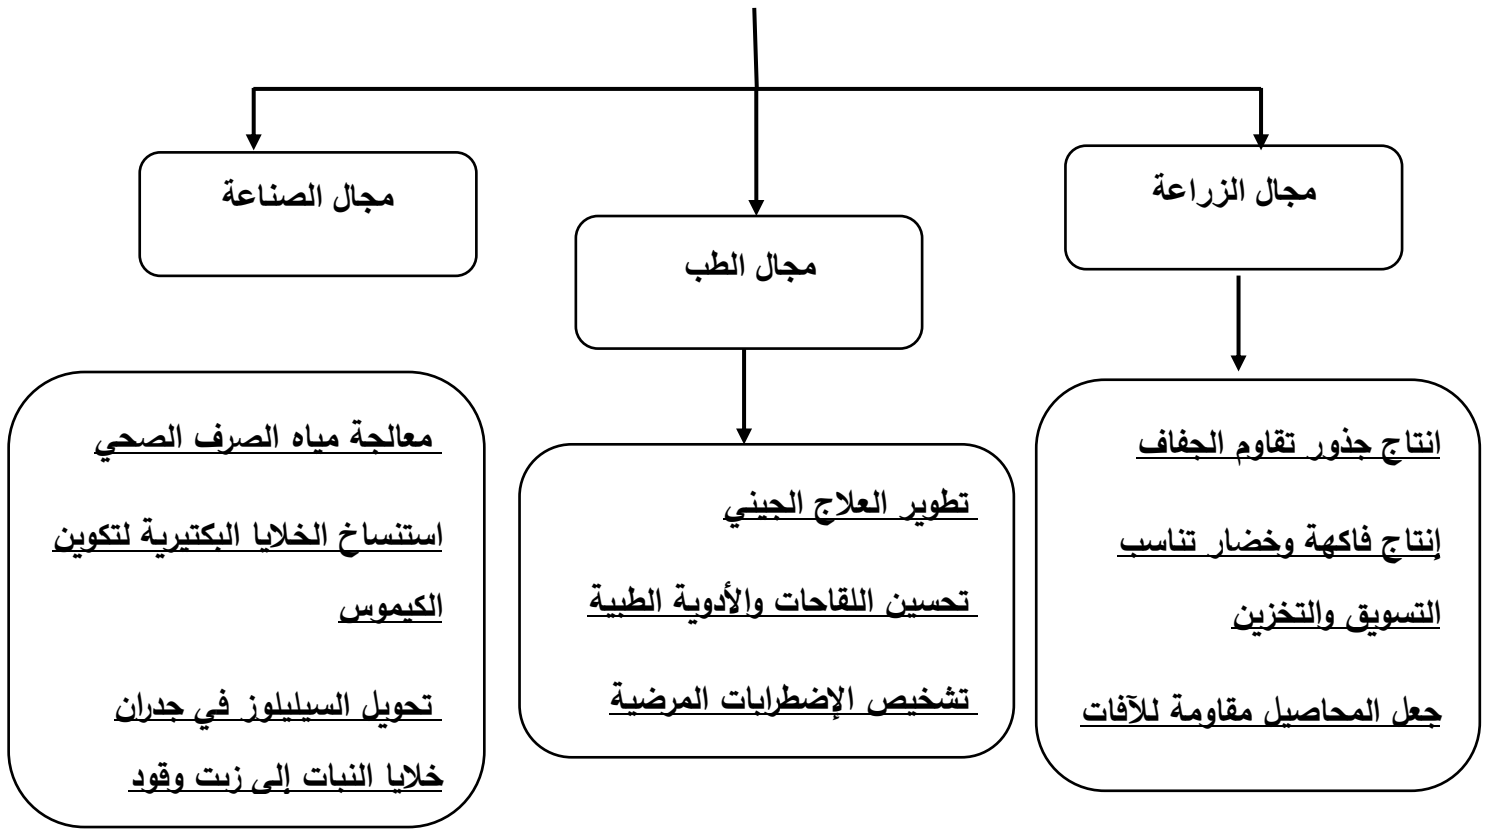 مجال الزراعة
مجال الطب
مجال الصناعة
انتاج جذور تقاوم الجفاف
إنتاج فاكهة وخضار تناسب
التسويق والتخزين
جعل المحاصيل مقاومة للآفات
تطوير العلاج الجيني
تحسين اللقاحات والأدوية الطبية
تشخيص الإضطرابات المرضية
معالجة مياه الصرف الصحي
استنساخ الخلايا البكتيرية لتكوين
الكيموس
تحويل السيليلوز في جدران
خلايا النبات إلى زيت وقود